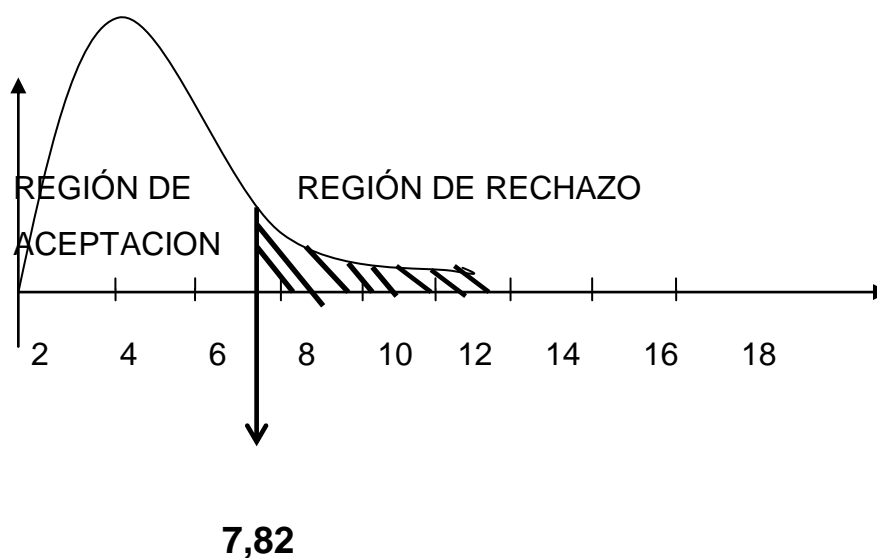 REGIÓN DE REGIÓN DE RECHAZO
ACEPTACION
2 4 6 8 10 12 14 16 18
7,82